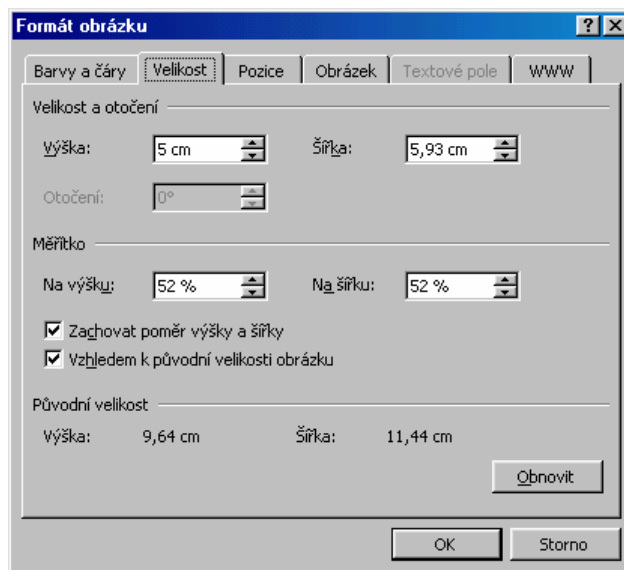 Formát obrázku
Barvy a čáry Velikost Pozice Obrázek Textové pole WWW
Velikost a otočení
Výška: 5 cm Šířka: 5,93 cm
Otočení: 0°
Měřítko
Na výšku: 52 % Na šířku: 52 %
Zachovat poměr výšky a šířky
Vzhledem k původní velikosti obrázku
Původní velikost
Výška: 9,64 cm Šířka: 11,44 cm
Obnovit
OK Storno